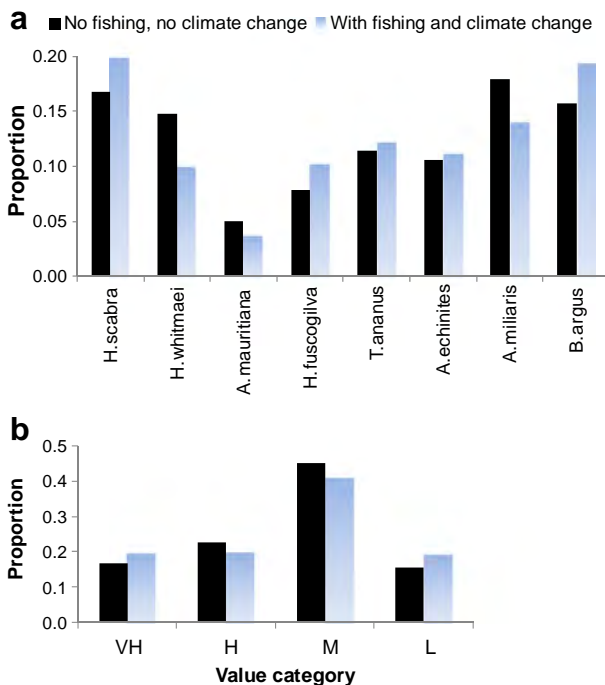 a
No fishing, no climate change With fishing and climate change
Proportion
0.20
0.15
0.10
0.05
0.00
H.scabra
H.whitmaei
A.mauritiana
H.fuscogilva
T.ananus
A.echinites
A.miliaris
B.argus
b
Proportion
0.5
0.4
0.3
0.2
0.1
0.0
VH H M L
Value category